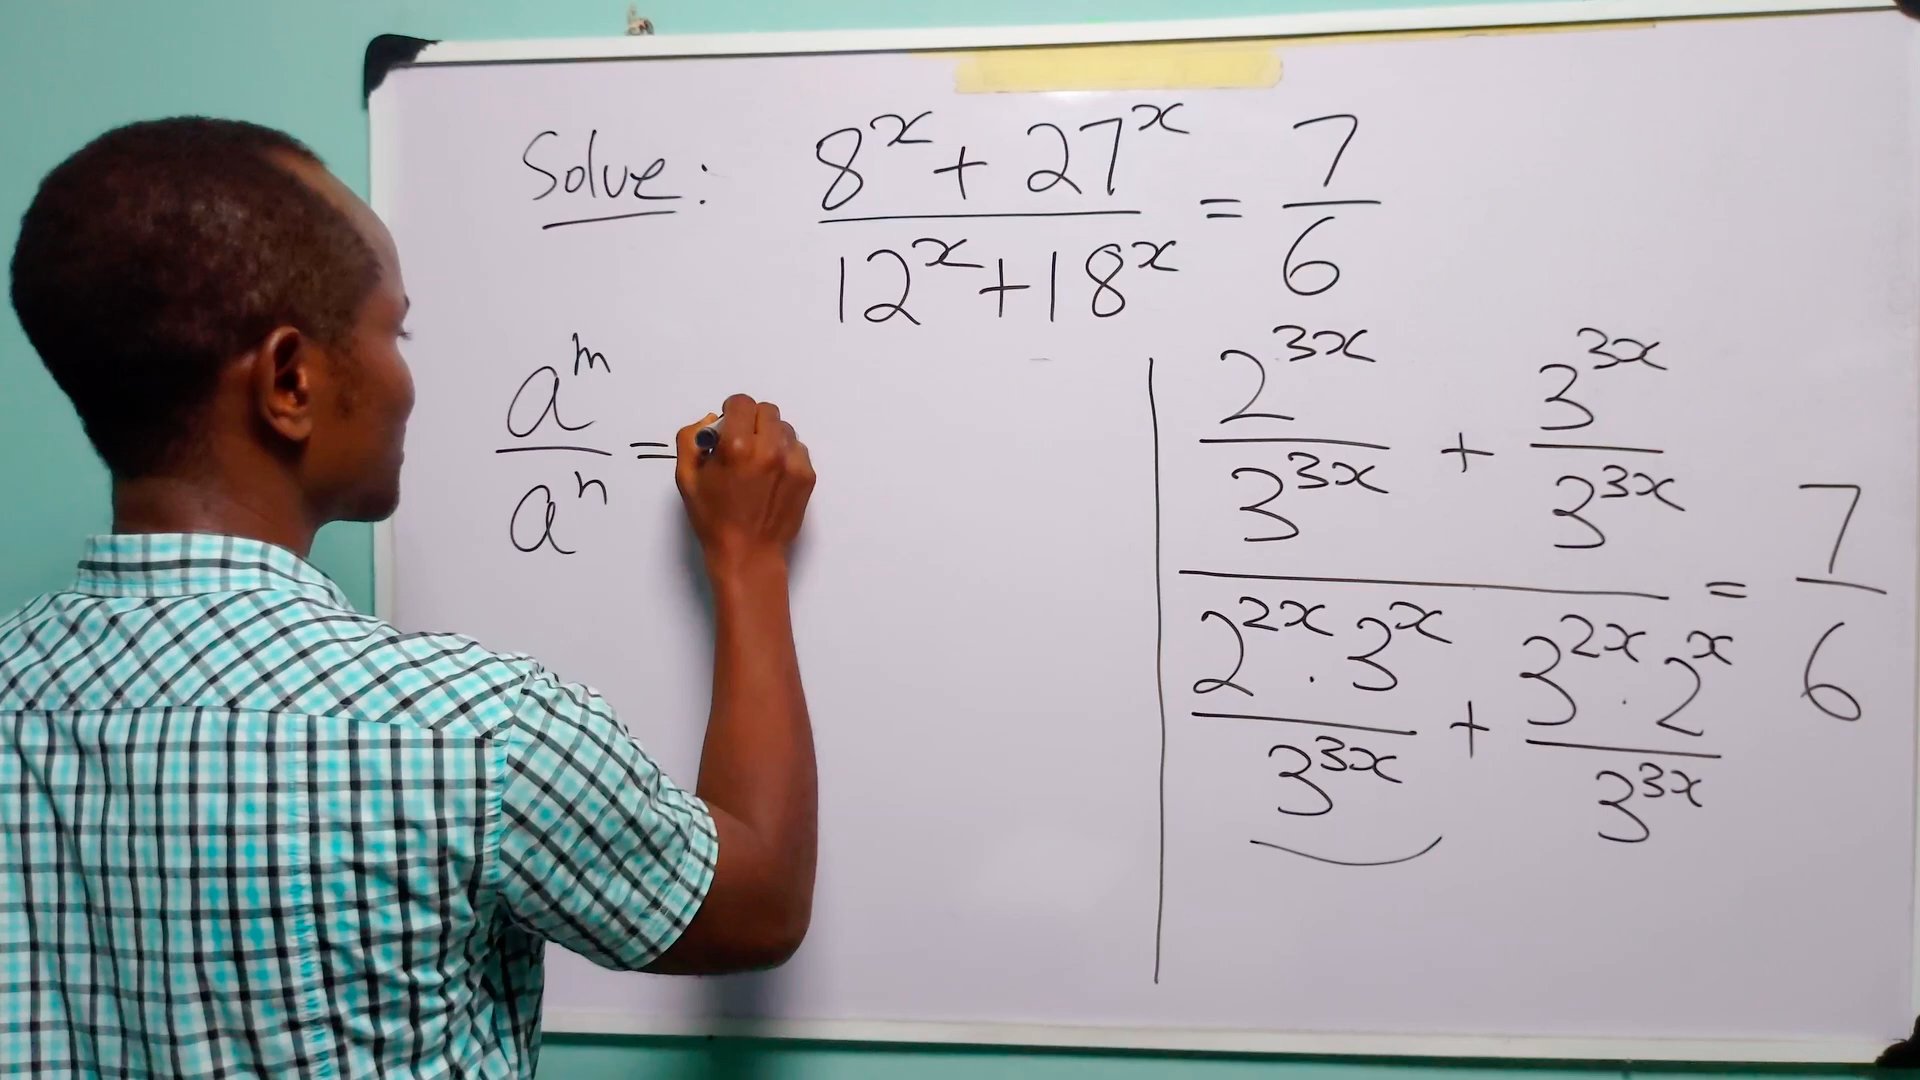 Solve: (8^x + 27^x)/(12^x + 18^x) = 7/6
a^m/a^n =
(2^{3x}/3^{3x} + 3^{3x}/3^{3x})/((2^{2x} · 3^x)/3^{3x} + (3^{2x} · 2^x)/3^{3x}) = 7/6